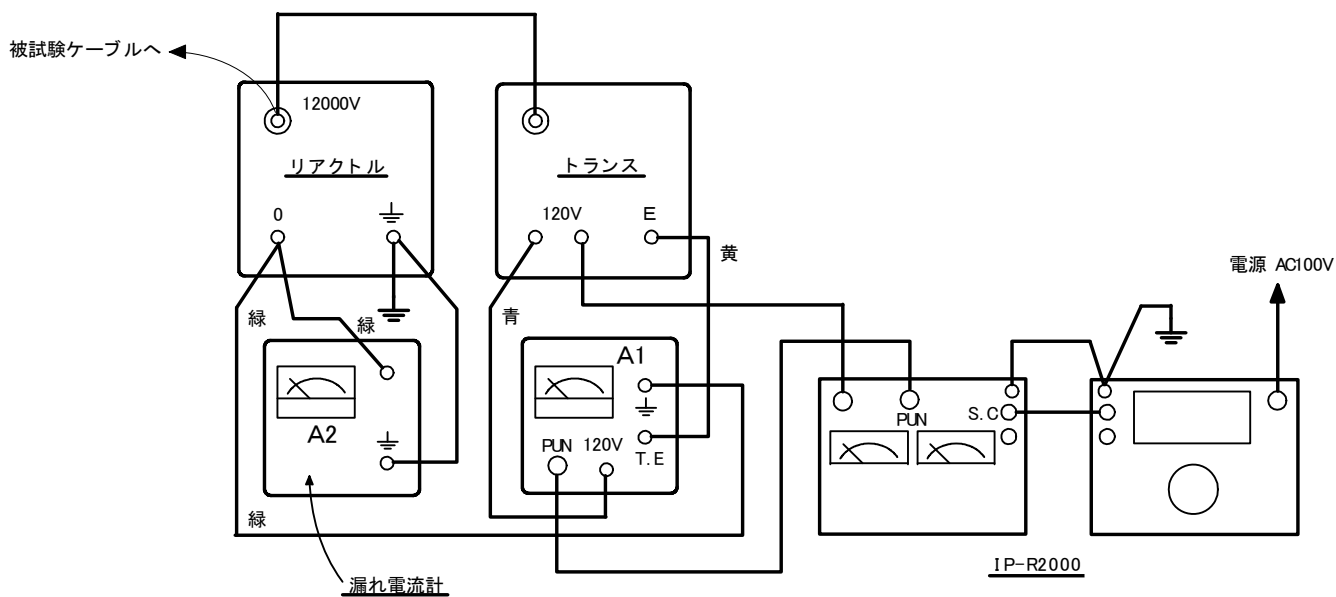 被試験ケーブルへ
12000V
リアクトル
0
トランス
120V
E
黄
電源 AC100V
緑
緑
青
A1
A2
PUN
120V
T.E
PUN
S.C
緑
IP-R2000
漏れ電流計